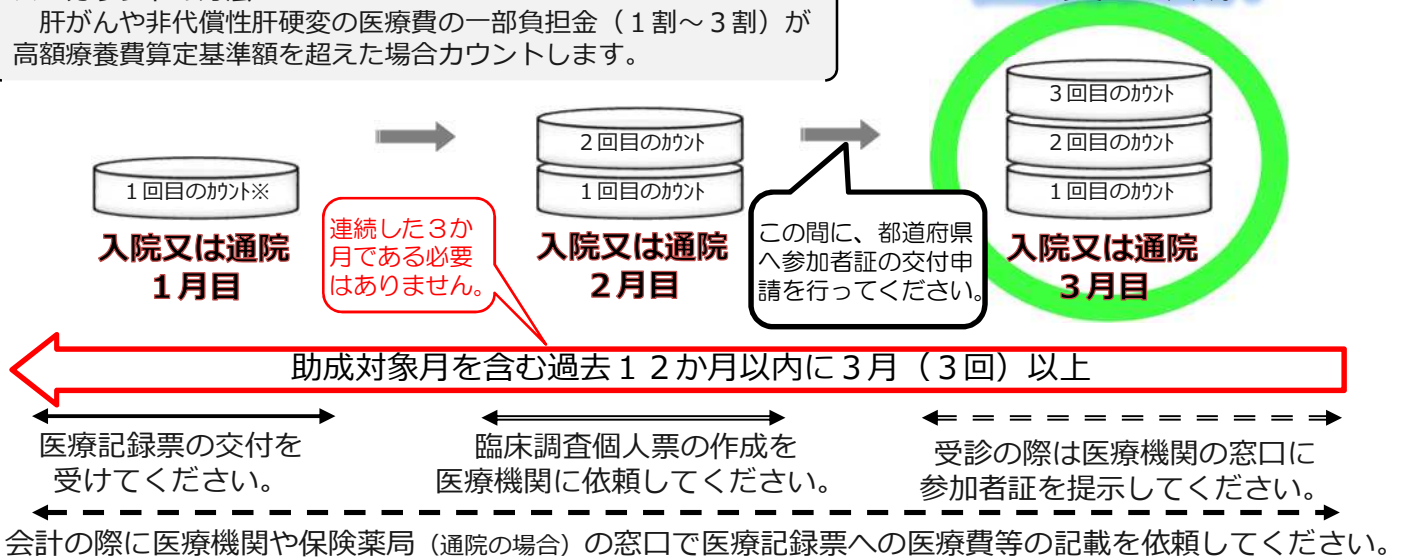 肝がんや非代償性肝硬変の医療費の一部負担金（１割～３割）が
高額療養費算定基準額を超えた場合カウントします。
１回目のｶｳﾝﾄ※
入院又は通院
１月目
連続した３か
月である必要
はありません。
２回目のｶｳﾝﾄ
１回目のｶｳﾝﾄ
入院又は通院
２月目
この間に、都道府県
へ参加者証の交付申
請を行ってください。
３回目のｶｳﾝﾄ
２回目のｶｳﾝﾄ
１回目のｶｳﾝﾄ
入院又は通院
３月目
助成対象月を含む過去１２か月以内に３月（３回）以上
医療記録票の交付を
受けてください。
臨床調査個人票の作成を
医療機関に依頼してください。
受診の際は医療機関の窓口に
参加者証を提示してください。
会計の際に医療機関や保険薬局（通院の場合）の窓口で医療記録票への医療費等の記載を依頼してください。